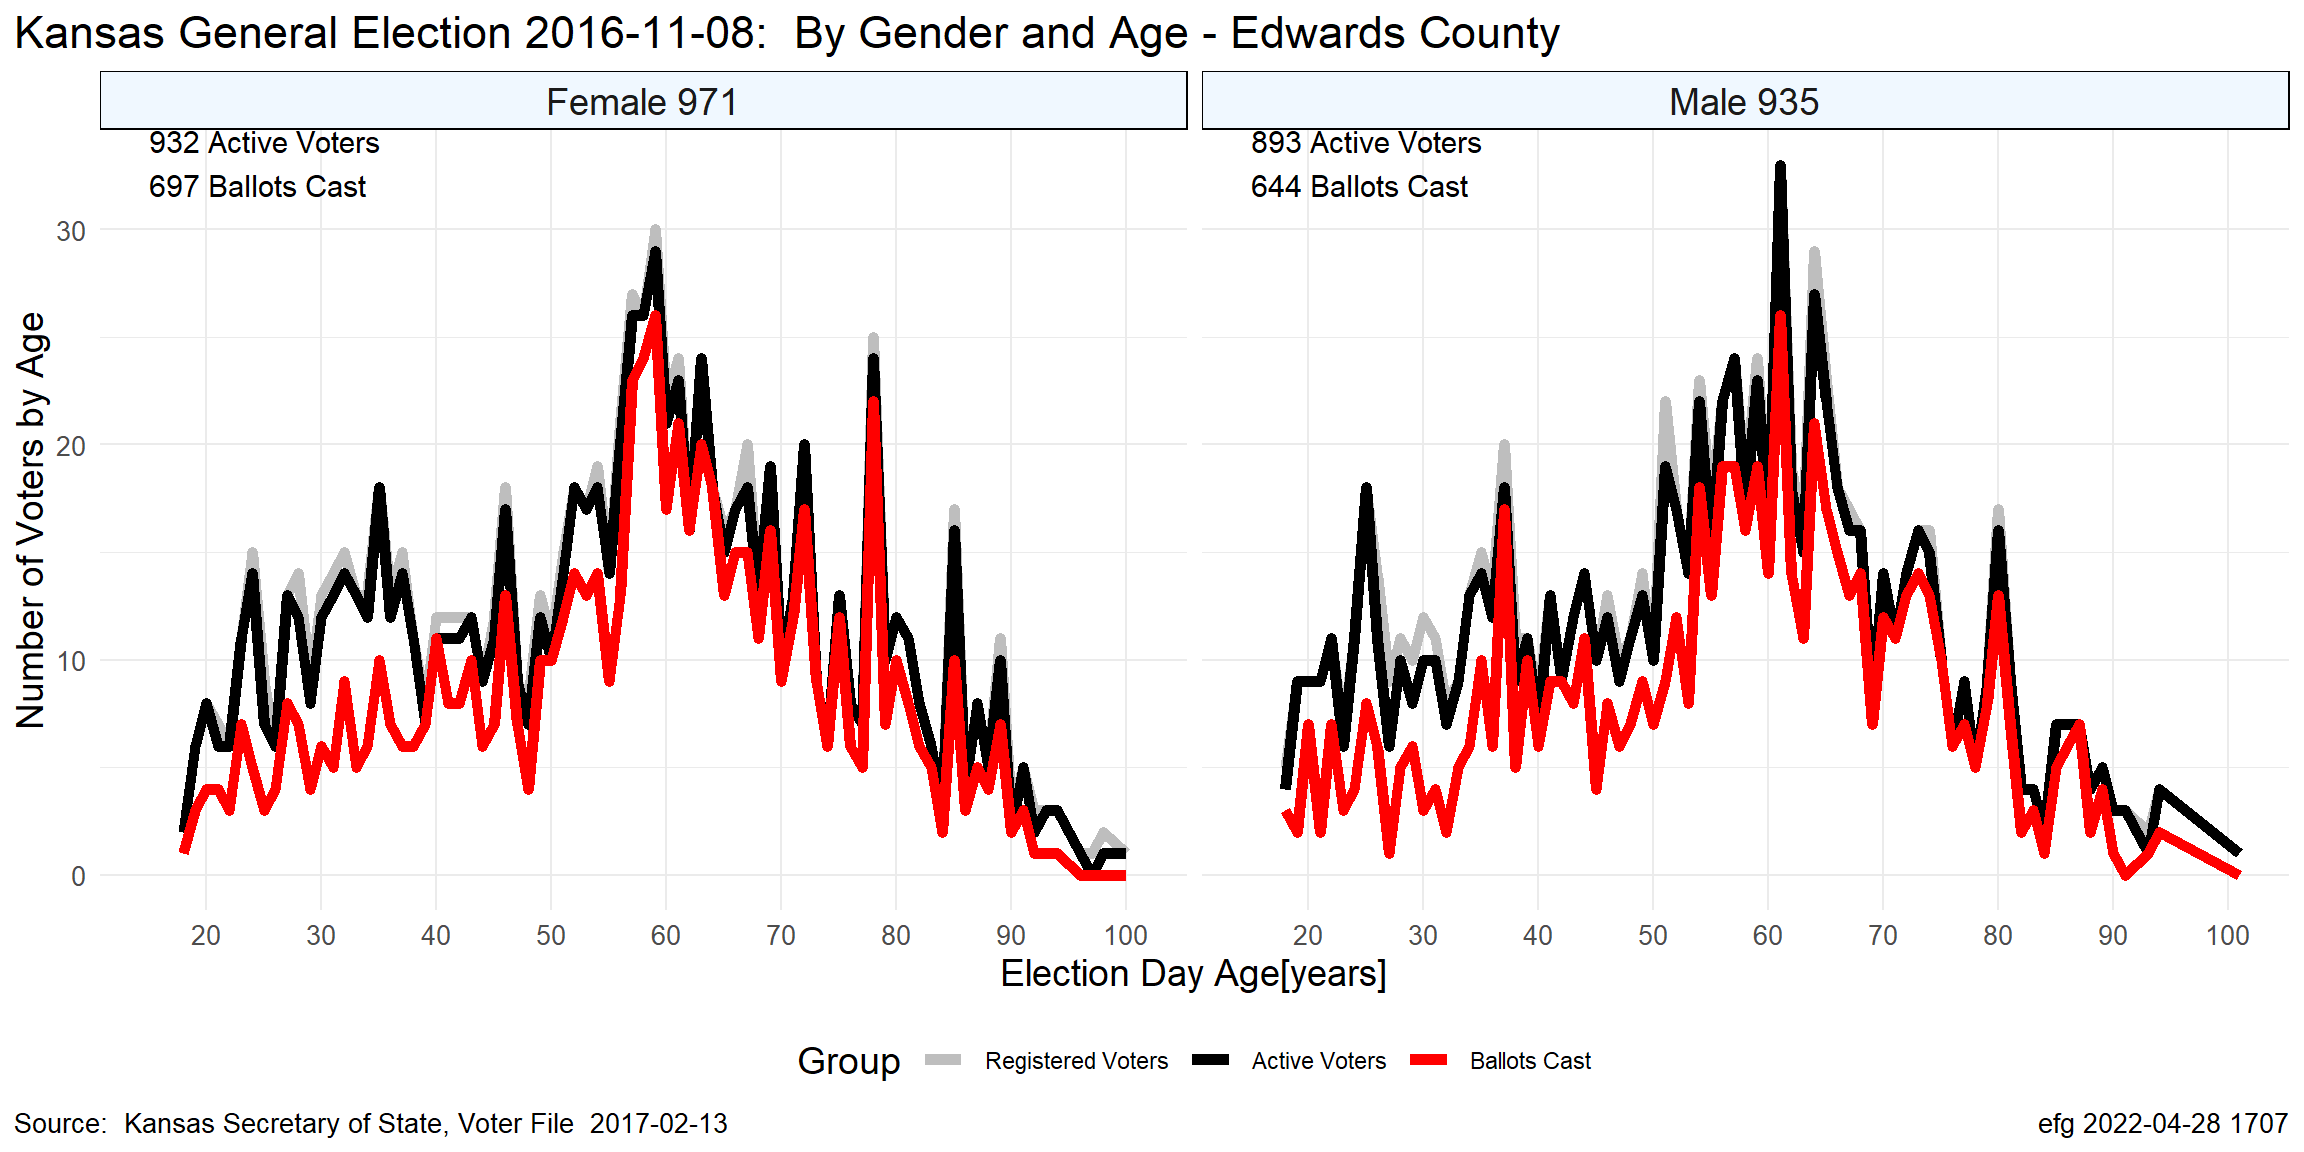 Kansas General Election 2016-11-08:  By Gender and Age - Edwards County
Female 971
Male 935
932 Active Voters
697 Ballots Cast
893 Active Voters
644 Ballots Cast
Number of Voters by Age
30
20
10
0
20 30 40 50 60 70 80 90 100
20 30 40 50 60 70 80 90 100
Election Day Age[years]
Group Registered Voters Active Voters Ballots Cast
Source:  Kansas Secretary of State, Voter File  2017-02-13
efg 2022-04-28 1707